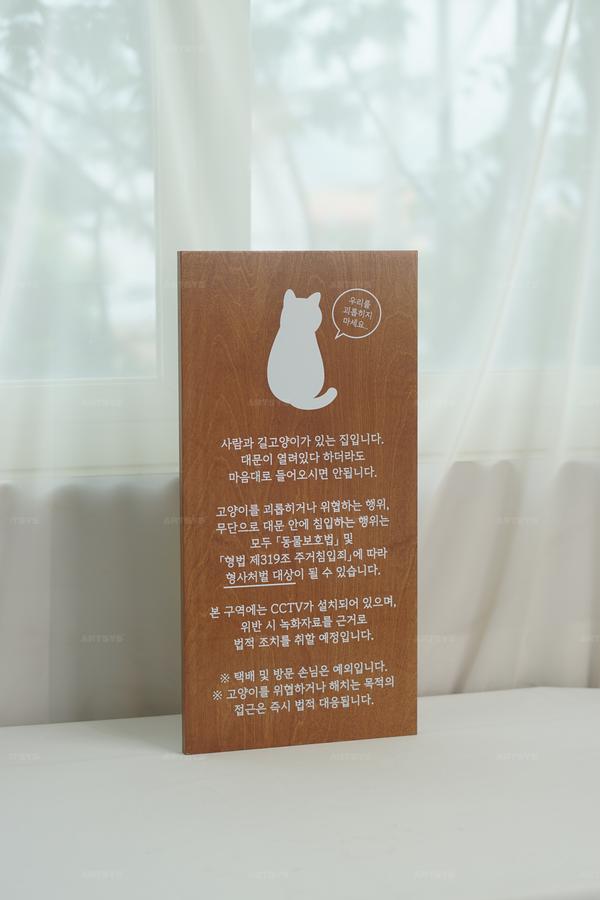 우리를
괴롭히지
마세요..
사람과 길고양이가 있는 집입니다.
대문이 열려있다 하더라도
마음대로 들어오시면 안됩니다.
고양이를 괴롭히거나 위협하는 행위,
무단으로 대문 안에 침입하는 행위는
모두 「동물보호법」 및
「형법 제319조 주거침입죄」에 따라
형사처벌 대상이 될 수 있습니다.
본 구역에는 CCTV가 설치되어 있으며,
위반 시 녹화자료를 근거로
법적 조치를 취할 예정입니다.
※ 택배 및 방문 손님은 예외입니다.
※ 고양이를 위협하거나 해치는 목적의
접근은 즉시 법적 대응됩니다.